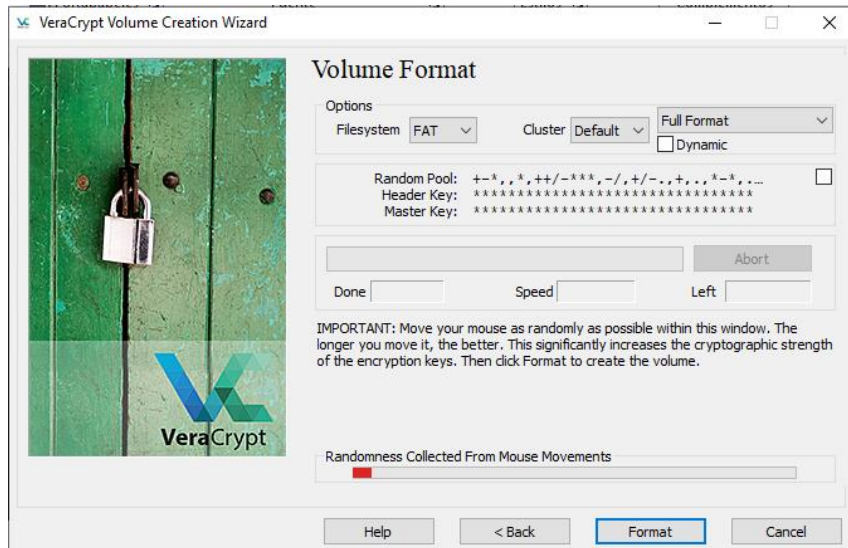 VeraCrypt Volume Creation Wizard
Volume Format
Options
Filesystem FAT Cluster Default Full Format
Dynamic
Random Pool: +-*,,*,++/-***,-/,+/-.,+,.,*-*,....
Header Key: ********************************
Master Key: ********************************
Abort
Done Speed Left
IMPORTANT: Move your mouse as randomly as possible within this window. The
longer you move it, the better. This significantly increases the cryptographic strength
of the encryption keys. Then click Format to create the volume.
VeraCrypt
Randomness Collected From Mouse Movements
Help < Back Format Cancel